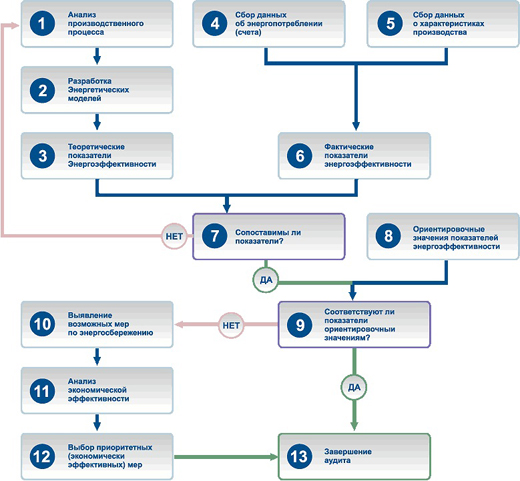 1
Анализ
производственного
процесса
4
Сбор данных
об энергопотреблении
(счета)
5
Сбор данных
о характеристиках
производства
2
Разработка
Энергетических
моделей
3
Теоретические
показатели
Энергоэффективности
6
Фактические
показатели
энергоэффективности
НЕТ
7
Сопоставимы ли
показатели?
8
Ориентировочные
значения показателей
энергоэффективности
ДА
10
Выявление
возможных мер
по энергосбережению
НЕТ
9
Соответствуют ли
показатели
ориентировочным
значениям?
11
Анализ
экономической
эффективности
ДА
12
Выбор приоритетных
(экономически
эффективных) мер
13
Завершение
аудита